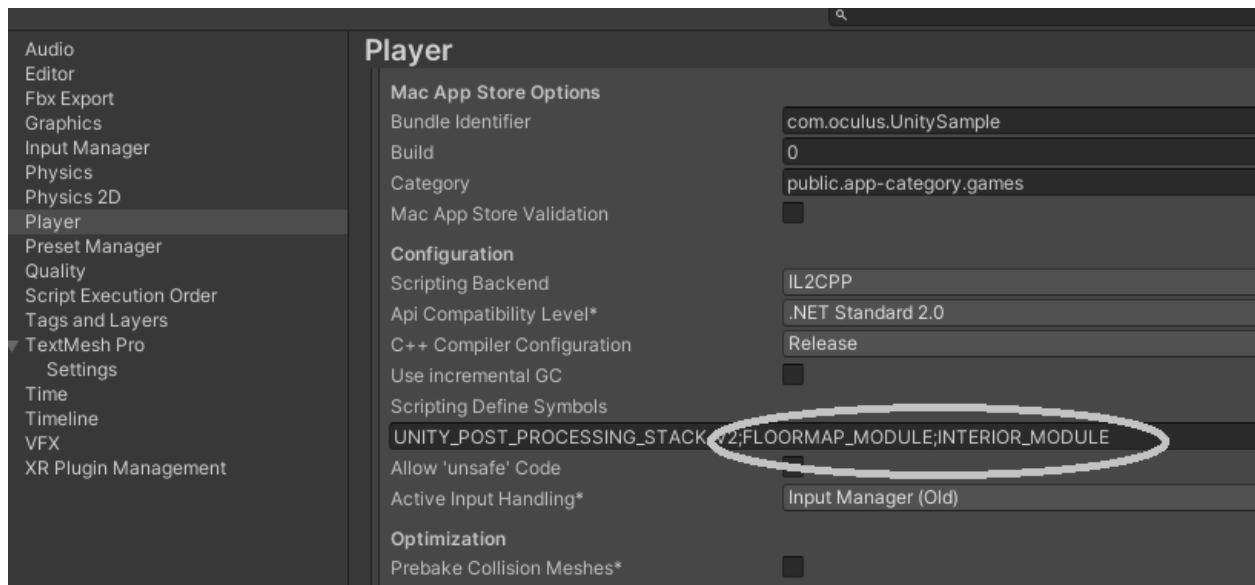 Audio
Editor
Fbx Export
Graphics
Input Manager
Physics
Physics 2D
Player
Preset Manager
Quality
Script Execution Order
Tags and Layers
TextMesh Pro
Settings
Time
Timeline
VFX
XR Plugin Management
Player
Mac App Store Options
Bundle Identifier com.oculus.UnitySample
Build 0
Category public.app-category.games
Mac App Store Validation
Configuration
Scripting Backend IL2CPP
Api Compatibility Level* .NET Standard 2.0
C++ Compiler Configuration Release
Use incremental GC
Scripting Define Symbols
UNITY_POST_PROCESSING_STACK_V2;FLOORMAP_MODULE;INTERIOR_MODULE
Allow 'unsafe' Code
Active Input Handling* Input Manager (Old)
Optimization
Prebake Collision Meshes*